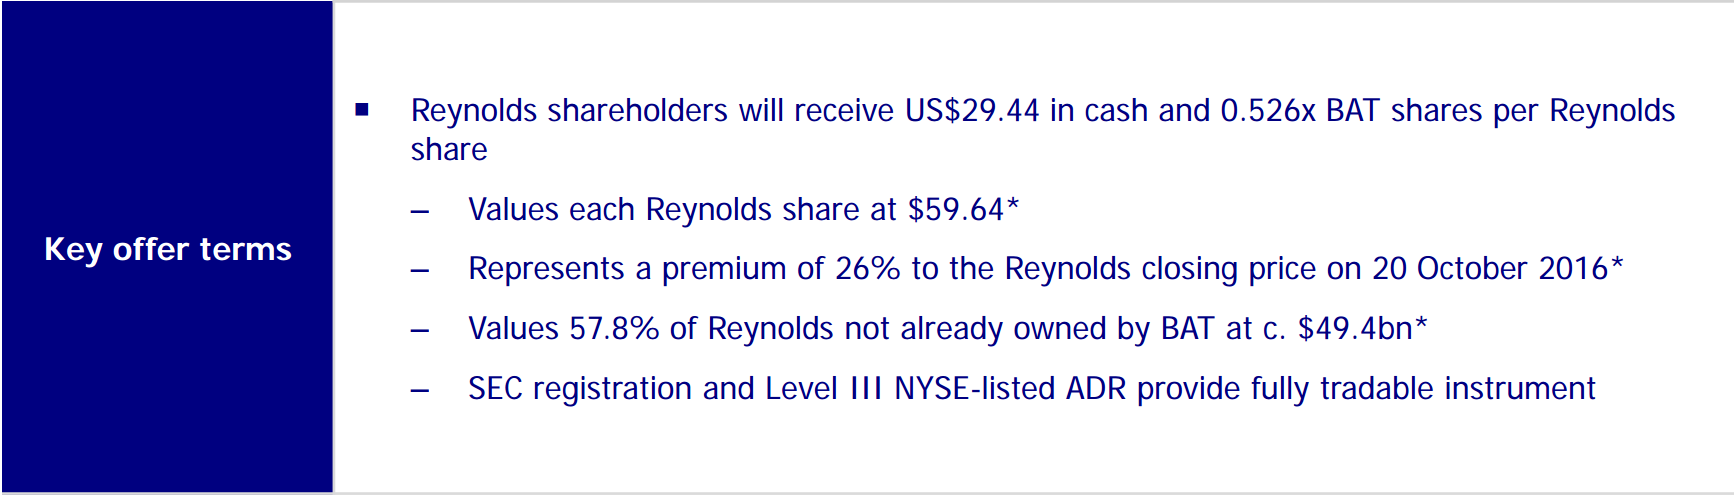 Key offer terms
▪ Reynolds shareholders will receive US$29.44 in cash and 0.526x BAT shares per Reynolds
share
– Values each Reynolds share at $59.64*
– Represents a premium of 26% to the Reynolds closing price on 20 October 2016*
– Values 57.8% of Reynolds not already owned by BAT at c. $49.4bn*
– SEC registration and Level III NYSE-listed ADR provide fully tradable instrument